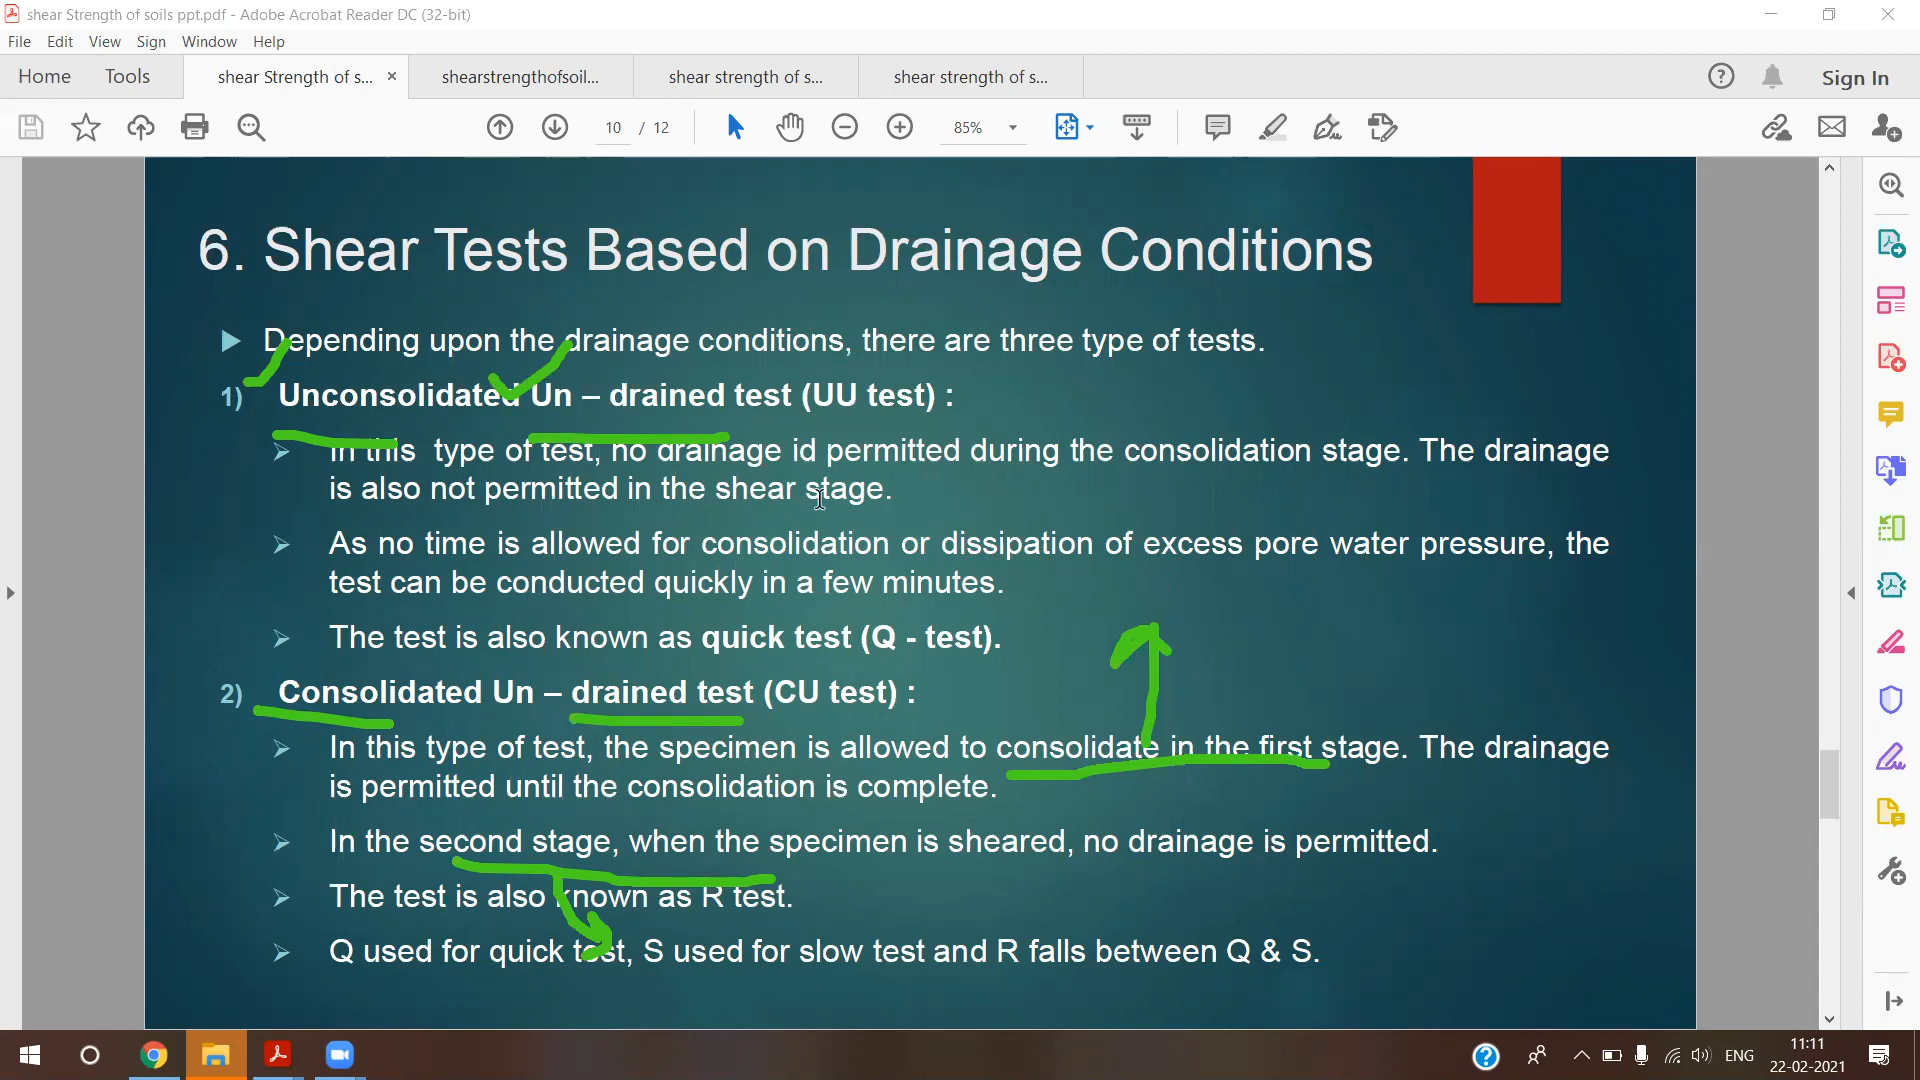 shear Strength of soils ppt.pdf - Adobe Acrobat Reader DC (32-bit)
File Edit View Sign Window Help
Home Tools shear Strength of s... × shearstrengthofsoil... shear strength of s... shear strength of s... Sign In
10 / 12 85%
6. Shear Tests Based on Drainage Conditions
Depending upon the drainage conditions, there are three type of tests.
1) Unconsolidated Un – drained test (UU test) :
In this type of test, no drainage id permitted during the consolidation stage. The drainage
is also not permitted in the shear stage.
As no time is allowed for consolidation or dissipation of excess pore water pressure, the
test can be conducted quickly in a few minutes.
The test is also known as quick test (Q - test).
2) Consolidated Un – drained test (CU test) :
In this type of test, the specimen is allowed to consolidate in the first stage. The drainage
is permitted until the consolidation is complete.
In the second stage, when the specimen is sheared, no drainage is permitted.
The test is also known as R test.
Q used for quick test, S used for slow test and R falls between Q & S.
ENG
11:11
22-02-2021